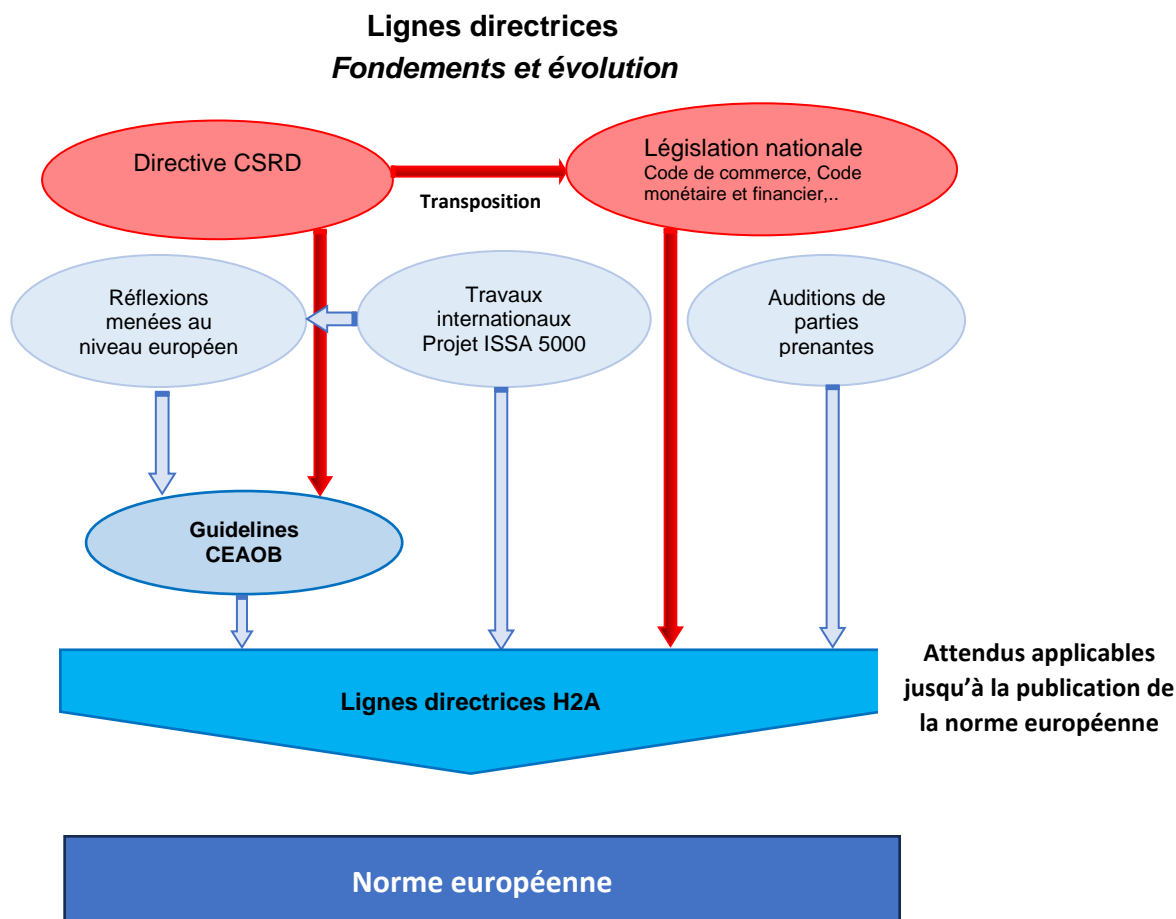 Lignes directrices
Fondements et évolution
Directive CSRD
Transposition
Législation nationale
Code de commerce, Code
monétaire et financier,..
Réflexions
menées au
niveau européen
Travaux
internationaux
Projet ISSA 5000
Auditions de
parties
prenantes
Guidelines
CEAOB
Lignes directrices H2A
Attendus applicables
jusqu’à la publication de
la norme européenne
Norme européenne